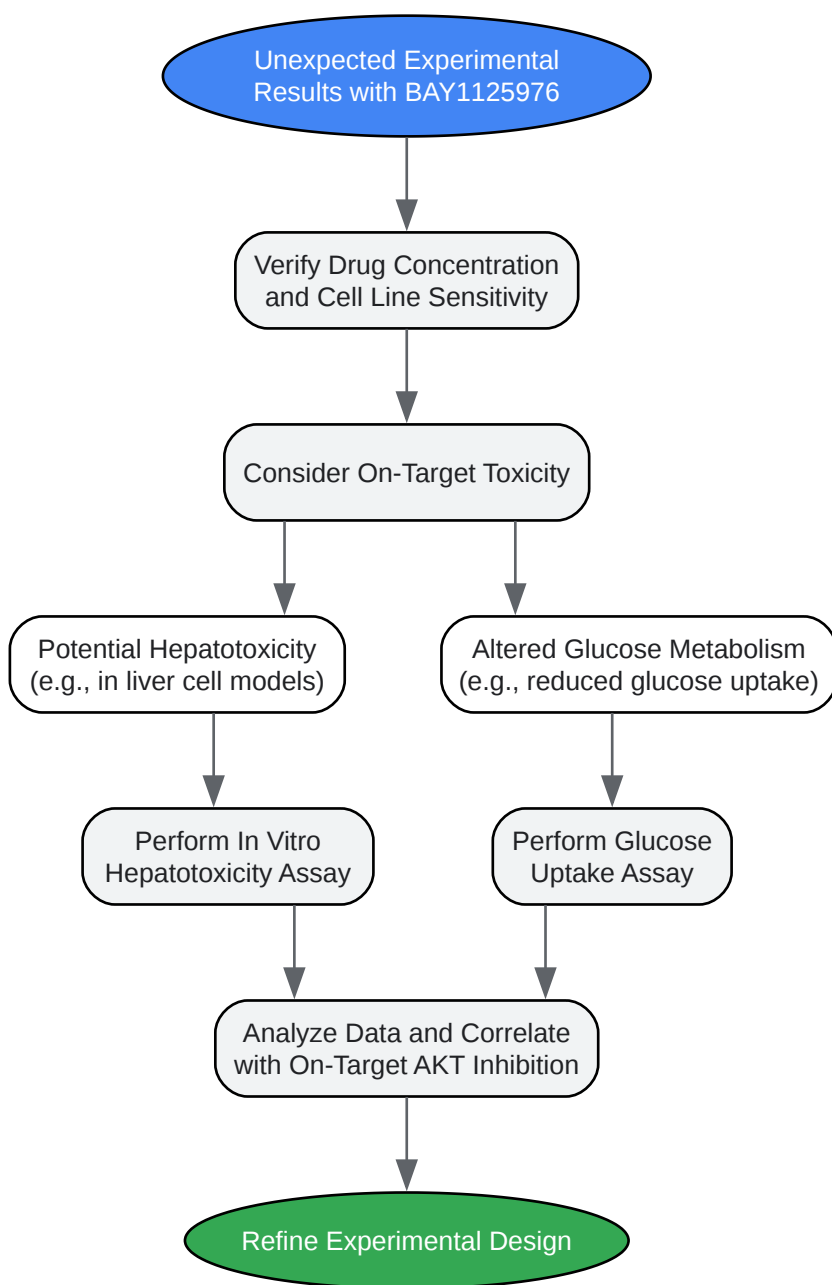 Unexpected Experimental
Results with BAY1125976
Verify Drug Concentration
and Cell Line Sensitivity
Consider On-Target Toxicity
Potential Hepatotoxicity
(e.g., in liver cell models)
Altered Glucose Metabolism
(e.g., reduced glucose uptake)
Perform In Vitro
Hepatotoxicity Assay
Perform Glucose
Uptake Assay
Analyze Data and Correlate
with On-Target AKT Inhibition
Refine Experimental Design